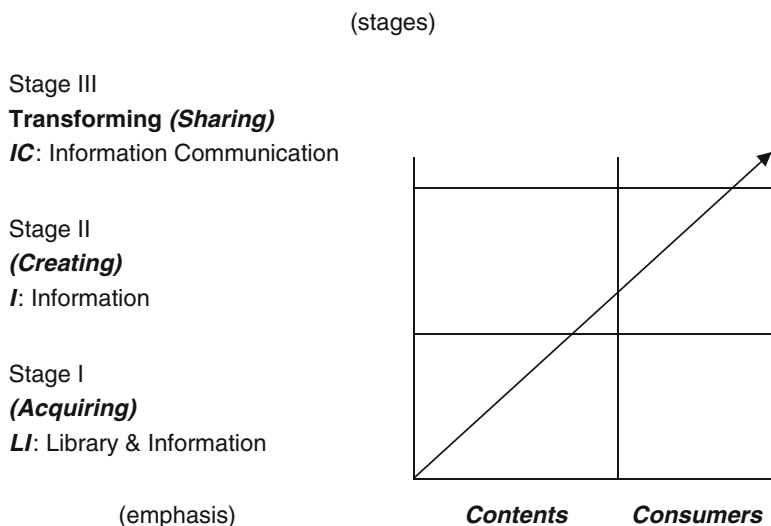 (stages)
Stage III
Transforming (Sharing)
IC: Information Communication
Stage II
(Creating)
I: Information
Stage I
(Acquiring)
LI: Library & Information
(emphasis) Contents Consumers